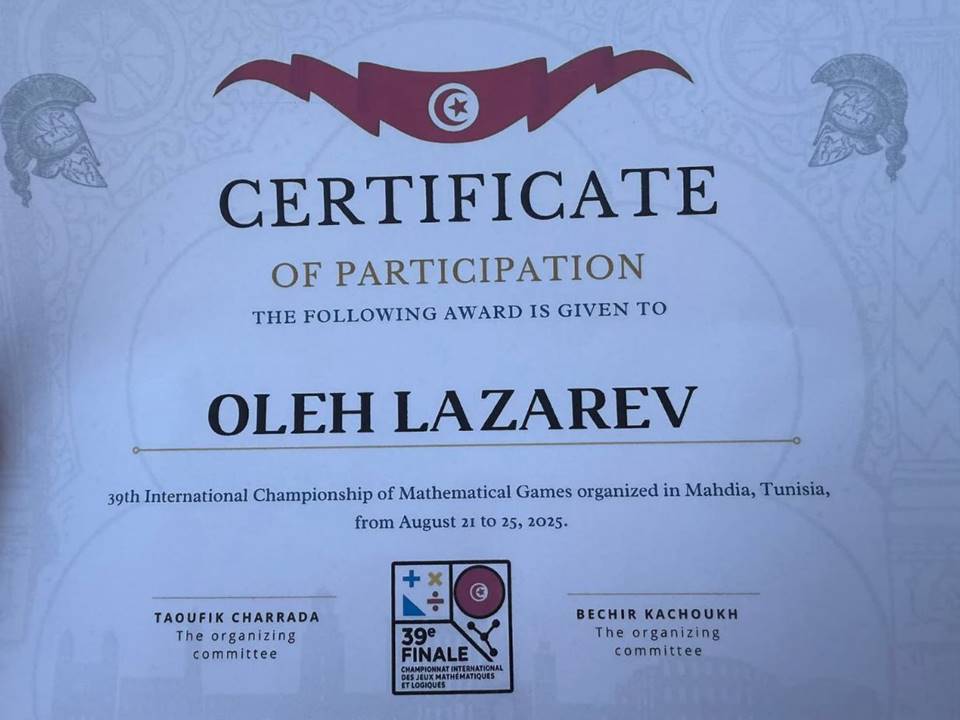 CERTIFICATE
OF PARTICIPATION
THE FOLLOWING AWARD IS GIVEN TO
OLEH LAZAREV
39th International Championship of Mathematical Games organized in Mahdia, Tunisia,
from August 21 to 25, 2025.
TAOUFIK CHARRADA
The organizing
committee
39e
FINALE
CHAMPIONNAT INTERNATIONAL
DES JEUX MATHÉMATIQUES
ET LOGIQUES
BECHIR KACHOUKH
The organizing
committee